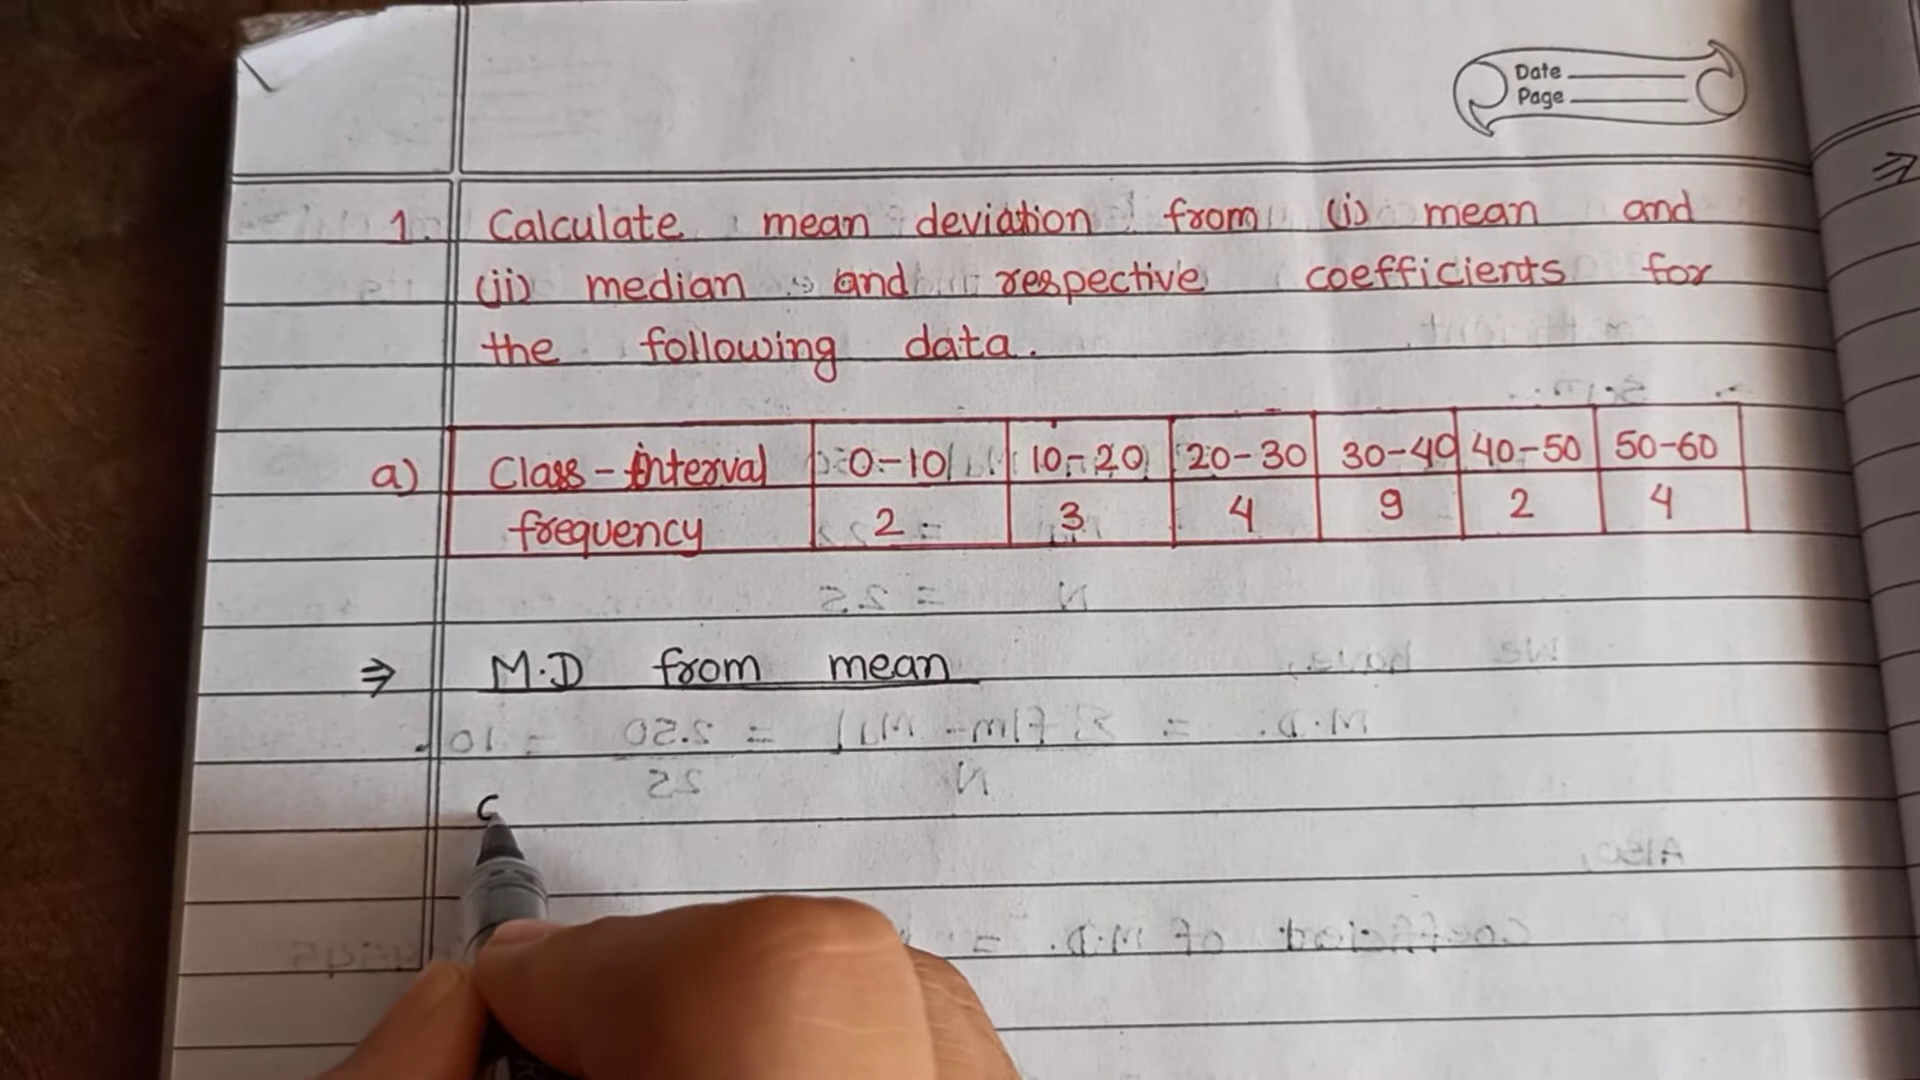 Date
Page
1. Calculate mean deviation from (i) mean and
(ii) median and respective coefficients for
the following data.
a) Class-interval 0-10 10-20 20-30 30-40 40-50 50-60
frequency 2 3 4 9 2 4
⇒ M.D from mean
C